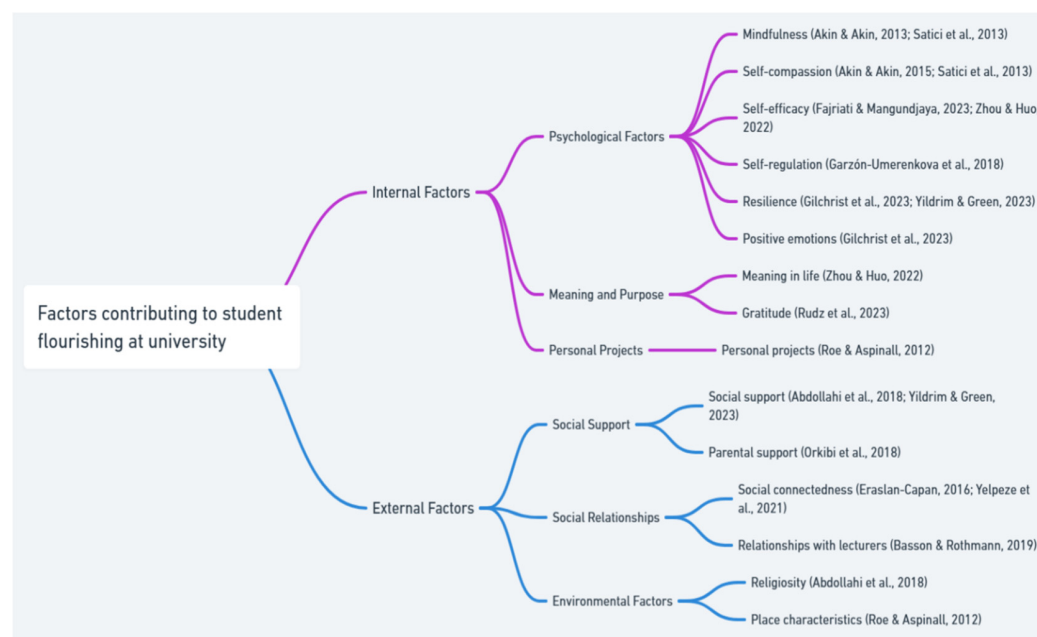 Mindfulness (Akin & Akin, 2013; Satici et al., 2013)
Self-compassion (Akin & Akin, 2015; Satici et al., 2013)
Self-efficacy (Fajriati & Mangundjaya, 2023; Zhou & Huo
2022)
Psychological Factors
Self-regulation (Garzón-Umerenkova et al., 2018)
Internal Factors
Resilience (Gilchrist et al., 2023; Yildrim & Green, 2023)
Positive emotions (Gilchrist et al., 2023)
Meaning in life (Zhou & Huo, 2022)
Meaning and Purpose
Gratitude (Rudz et al., 2023)
Factors contributing to student
flourishing at university
Personal Projects
Personal projects (Roe & Aspinall, 2012)
Social support (Abdollahi et al., 2018; Yildrim & Green,
2023)
Social Support
Parental support (Orkibi et al., 2018)
Social connectedness (Eraslan-Capan, 2016; Yelpeze et
al., 2021)
External Factors
Social Relationships
Relationships with lecturers (Basson & Rothmann, 2019)
Religiosity (Abdollahi et al., 2018)
Environmental Factors
Place characteristics (Roe & Aspinall, 2012)